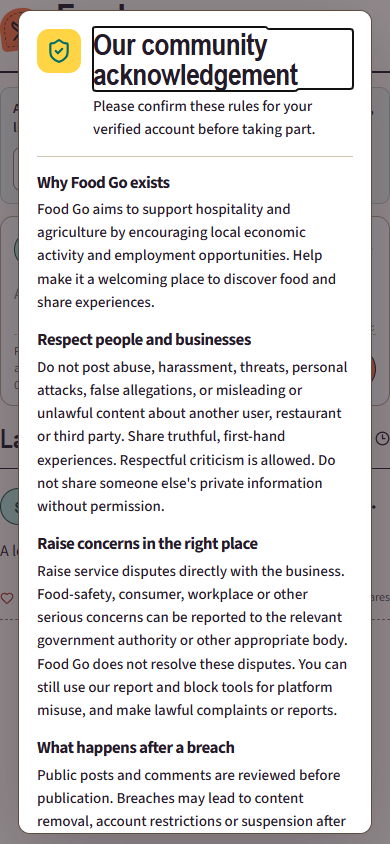 Our community
acknowledgement
Please confirm these rules for your
verified account before taking part.
Why Food Go exists
Food Go aims to support hospitality and
agriculture by encouraging local economic
activity and employment opportunities. Help
make it a welcoming place to discover food and
share experiences.
Respect people and businesses
Do not post abuse, harassment, threats, personal
attacks, false allegations, or misleading or
unlawful content about another user, restaurant
or third party. Share truthful, first-hand
experiences. Respectful criticism is allowed. Do
not share someone else's private information
without permission.
Raise concerns in the right place
Raise service disputes directly with the business.
Food-safety, consumer, workplace or other
serious concerns can be reported to the relevant
government authority or other appropriate body.
Food Go does not resolve these disputes. You can
still use our report and block tools for platform
misuse, and make lawful complaints or reports.
What happens after a breach
Public posts and comments are reviewed before
publication. Breaches may lead to content
removal, account restrictions or suspension after